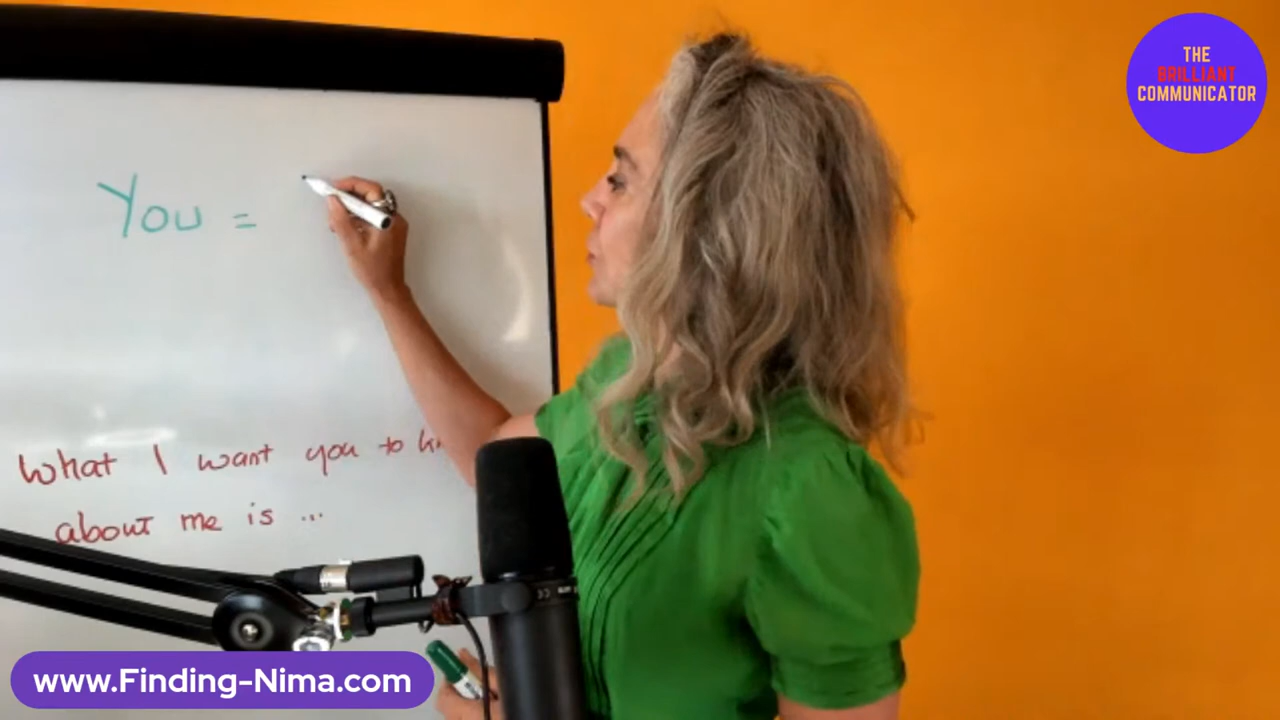 THE
BRILLIANT
COMMUNICATOR
You =
What I want you to
about me is ...
www.Finding-Nima.com